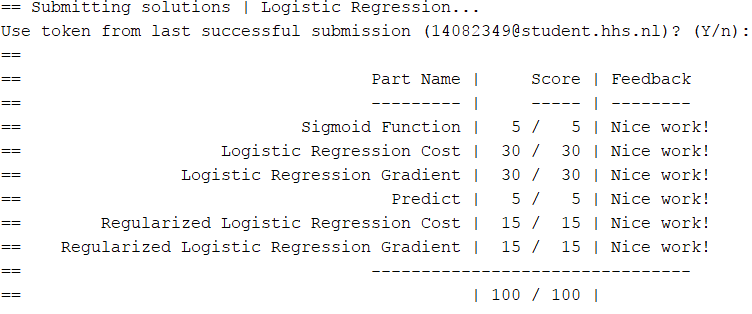 == Submitting solutions | Logistic Regression...
Use token from last successful submission (14082349@student.hhs.nl)? (Y/n):
==
==                                   Part Name |     Score | Feedback
==                                   --------- |     ----- | --------
==                            Sigmoid Function |   5 /   5 | Nice work!
==                    Logistic Regression Cost |  30 /  30 | Nice work!
==                Logistic Regression Gradient |  30 /  30 | Nice work!
==                                     Predict |   5 /   5 | Nice work!
==        Regularized Logistic Regression Cost |  15 /  15 | Nice work!
==    Regularized Logistic Regression Gradient |  15 /  15 | Nice work!
==                                   --------------------------------
==                                             | 100 / 100 |